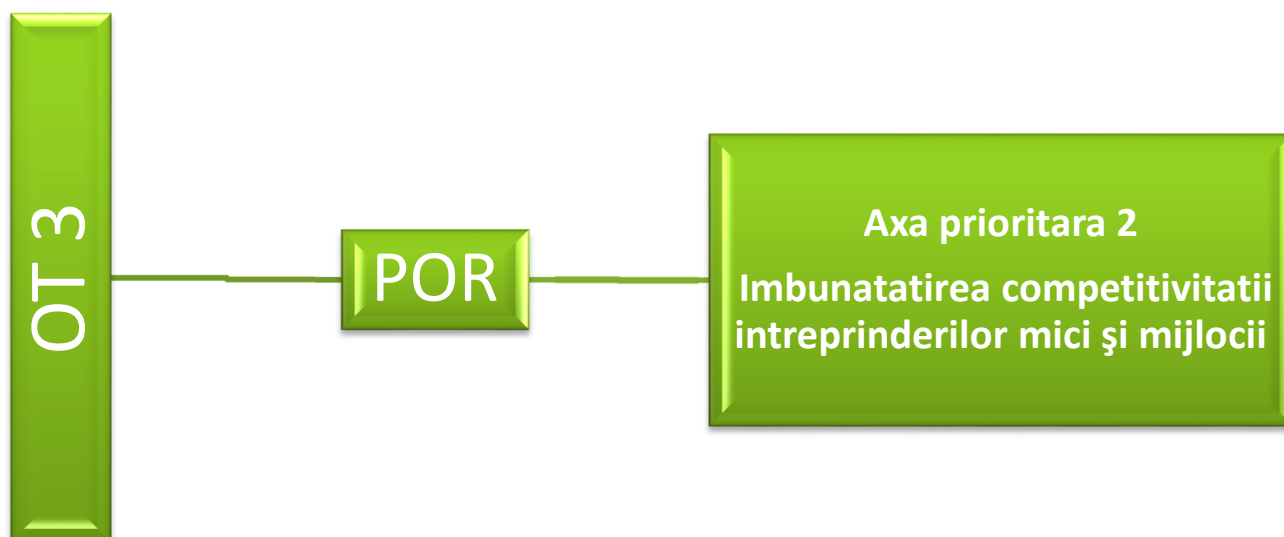 OT 3
POR
Axa prioritara 2
Imbunatatirea competitivitatii
intreprinderilor mici şi mijlocii